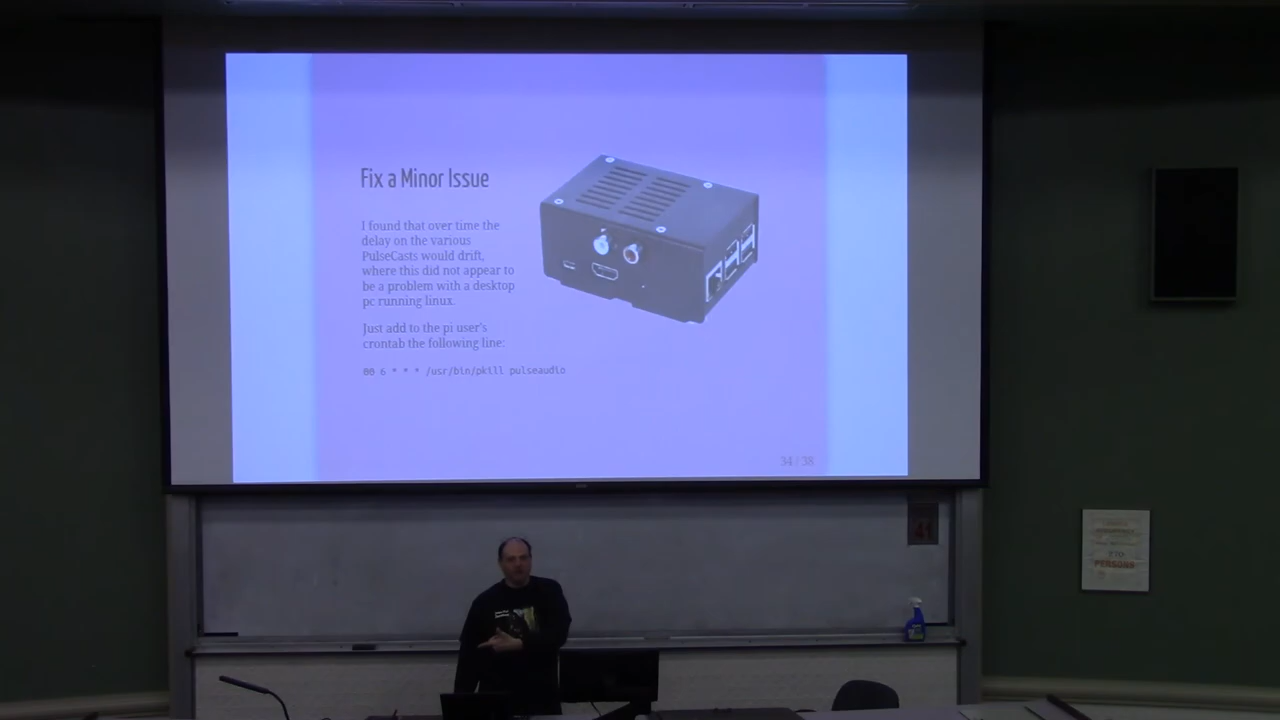 Fix a Minor Issue
I found that over time the
delay on the various
PulseCasts would drift,
where this did not appear to
be a problem with a desktop
pc running linux.
Just add to the pi user's
crontab the following line:
00 6 * * * /usr/bin/pkill pulseaudio
34 / 38
41
PERSONS